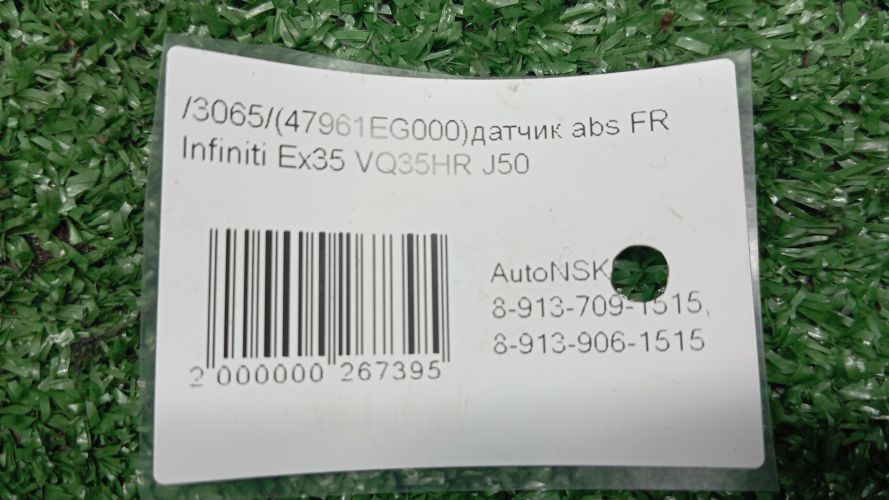 /3065/(47961EG000)датчик abs FR
Infiniti Ex35 VQ35HR J50
AutoNSK
8-913-709-1515,
8-913-906-1515
2 000000 267395